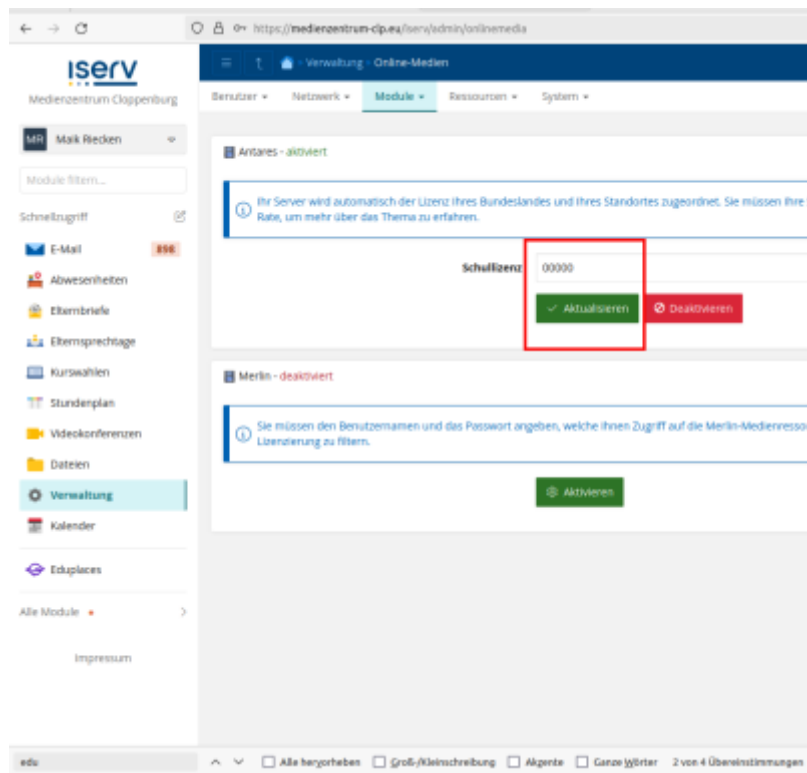 https://medienzentrum-clp.eu/iserv/admin/onlinemedia
IServ
Medienzentrum Cloppenburg
Verwaltung
Online-Medien
Benutzer
Netzwerk
Module
Ressourcen
System
MR
Maik Riecken
Module filtern...
Schnellzugriff
E-Mail
898
Abwesenheiten
Elternbriefe
Elternsprechtage
Kurswahlen
Stundenplan
Videokonferenzen
Dateien
Verwaltung
Kalender
Eduplaces
Alle Module
Impressum
Antares - aktiviert
Ihr Server wird automatisch der Lizenz Ihres Bundeslandes und Ihres Standortes zugeordnet. Sie müssen Ihre
Rate, um mehr über das Thema zu erfahren.
Schullizenz
00000
Aktualisieren
Deaktivieren
Merlin - deaktiviert
Sie müssen den Benutzernamen und das Passwort angeben, welche Ihnen Zugriff auf die Merlin-Medienresso
Lizenzierung zu filtern.
Aktivieren
edu
Alle hervorheben
Groß-/Kleinschreibung
Akzente
Ganze Wörter
2 von 4 Übereinstimmungen